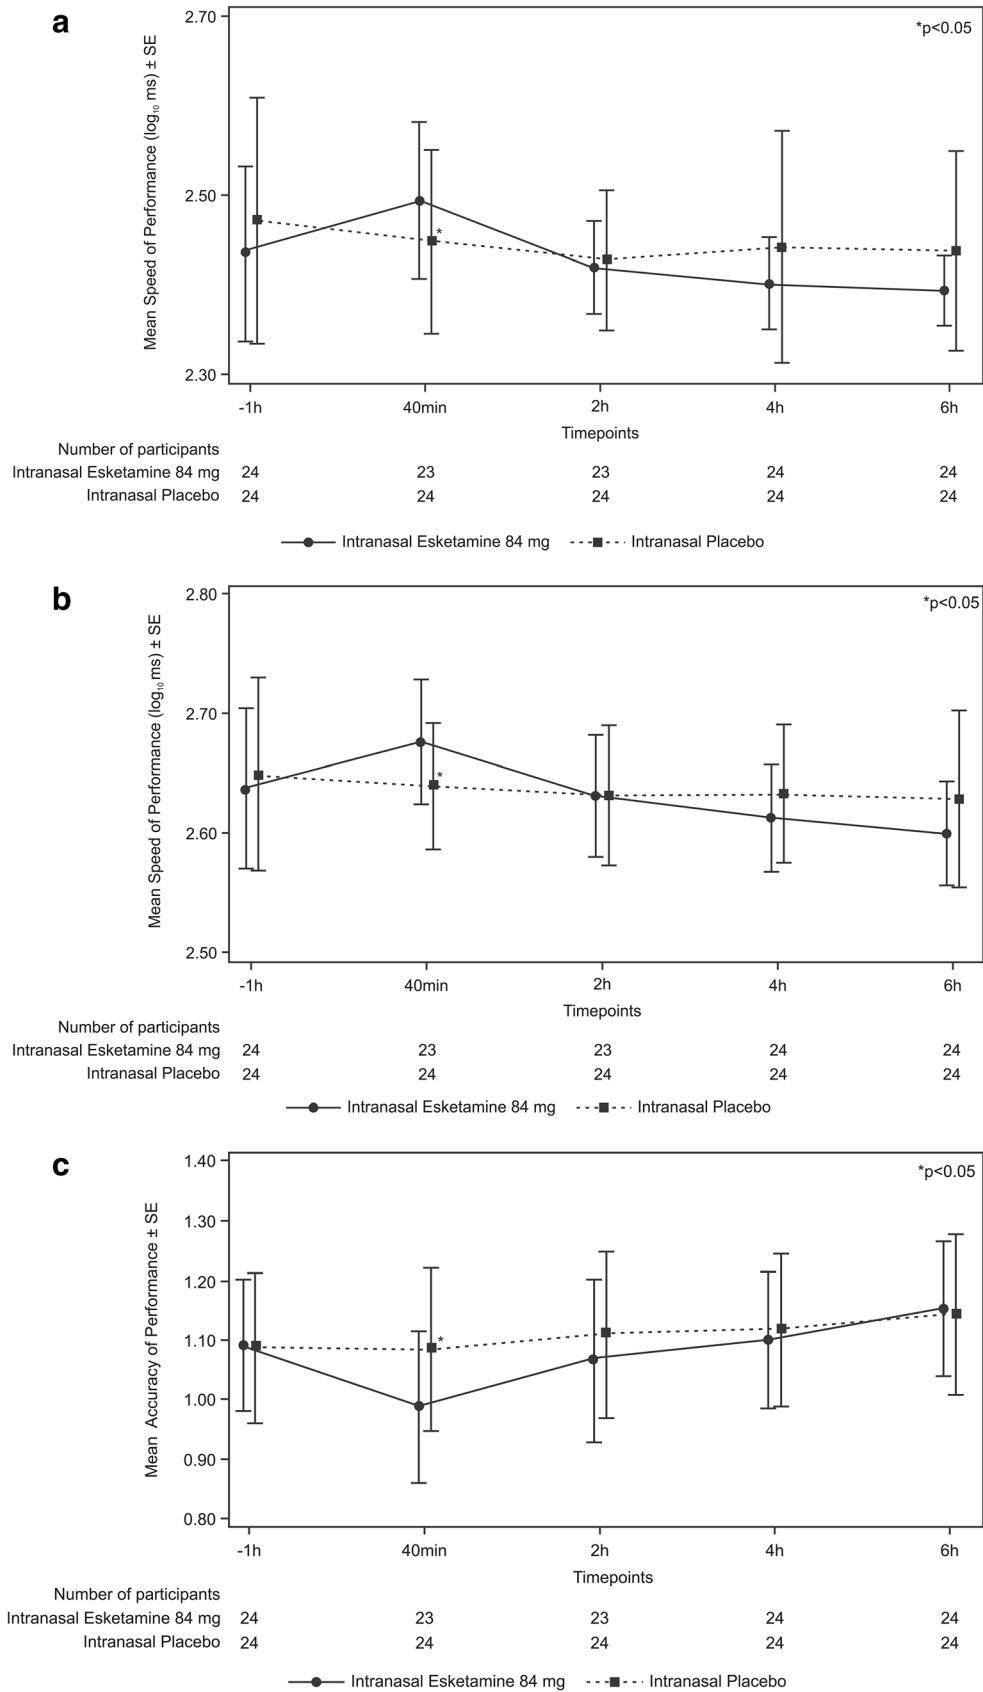 a
2.70
*p<0.05
Mean Speed of Performance (log10 ms) ± SE
2.50
2.30
-1h 40min 2h 4h 6h
Timepoints
Number of participants
Intranasal Esketamine 84 mg 24 23 23 24 24
Intranasal Placebo 24 24 24 24 24
*
Intranasal Esketamine 84 mg Intranasal Placebo
b
2.80
*p<0.05
Mean Speed of Performance (log10 ms) ± SE
2.70
*
2.60
2.50
-1h 40min 2h 4h 6h
Timepoints
Number of participants
Intranasal Esketamine 84 mg 24 23 23 24 24
Intranasal Placebo 24 24 24 24 24
Intranasal Esketamine 84 mg Intranasal Placebo
c
1.40
*p<0.05
Mean Accuracy of Performance ± SE
1.30
1.20
1.10
*
1.00
0.90
0.80
-1h 40min 2h 4h 6h
Timepoints
Number of participants
Intranasal Esketamine 84 mg 24 23 23 24 24
Intranasal Placebo 24 24 24 24 24
Intranasal Esketamine 84 mg Intranasal Placebo